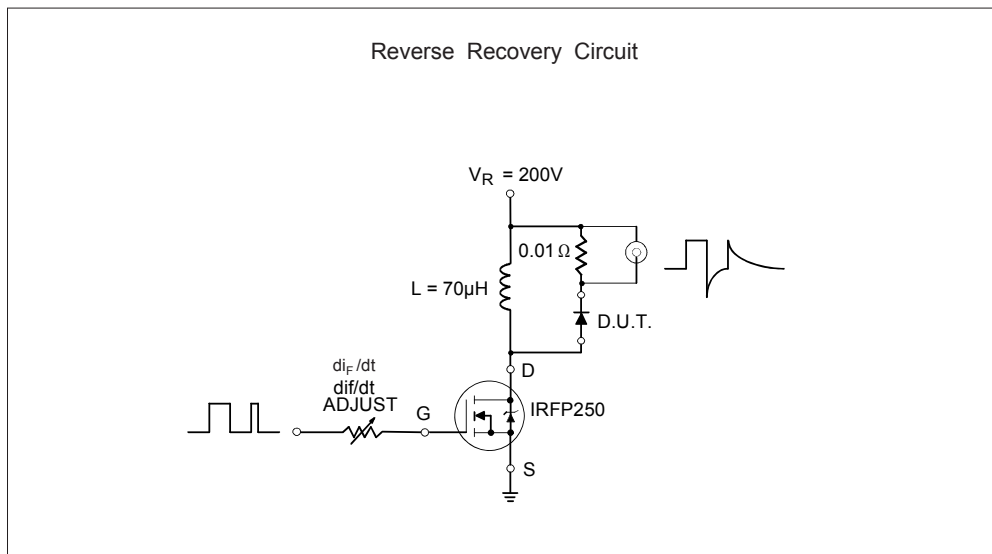 Reverse Recovery Circuit
V_R = 200V
0.01 Ω
L = 70µH
D.U.T.
di_F/dt
dif/dt
ADJUST
G
D
IRFP250
S